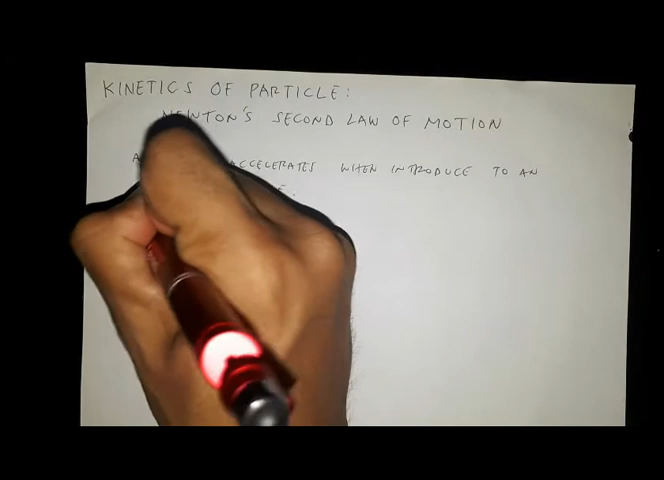 KINETICS OF PARTICLE:
NEWTON'S SECOND LAW OF MOTION
ACCELERATES WHEN INTRODUCE TO AN